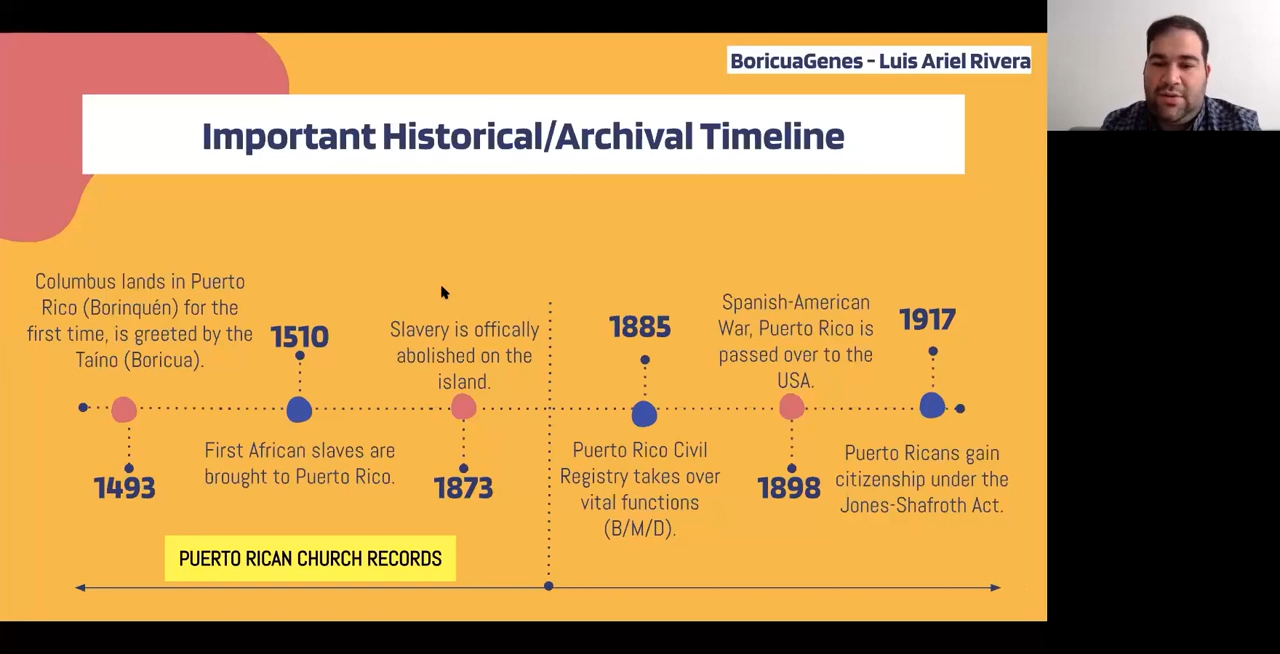 BoricuaGenes - Luis Ariel Rivera
Important Historical/Archival Timeline
Columbus lands in Puerto
Rico (Borinquén) for the
first time, is greeted by the
Taíno (Boricua).
1493
1510
First African slaves are
brought to Puerto Rico.
Slavery is offically
abolished on the
island.
1873
1885
Puerto Rico Civil
Registry takes over
vital functions
(B/M/D).
Spanish-American
War, Puerto Rico is
passed over to the
USA.
1898
1917
Puerto Ricans gain
citizenship under the
Jones-Shafroth Act.
PUERTO RICAN CHURCH RECORDS